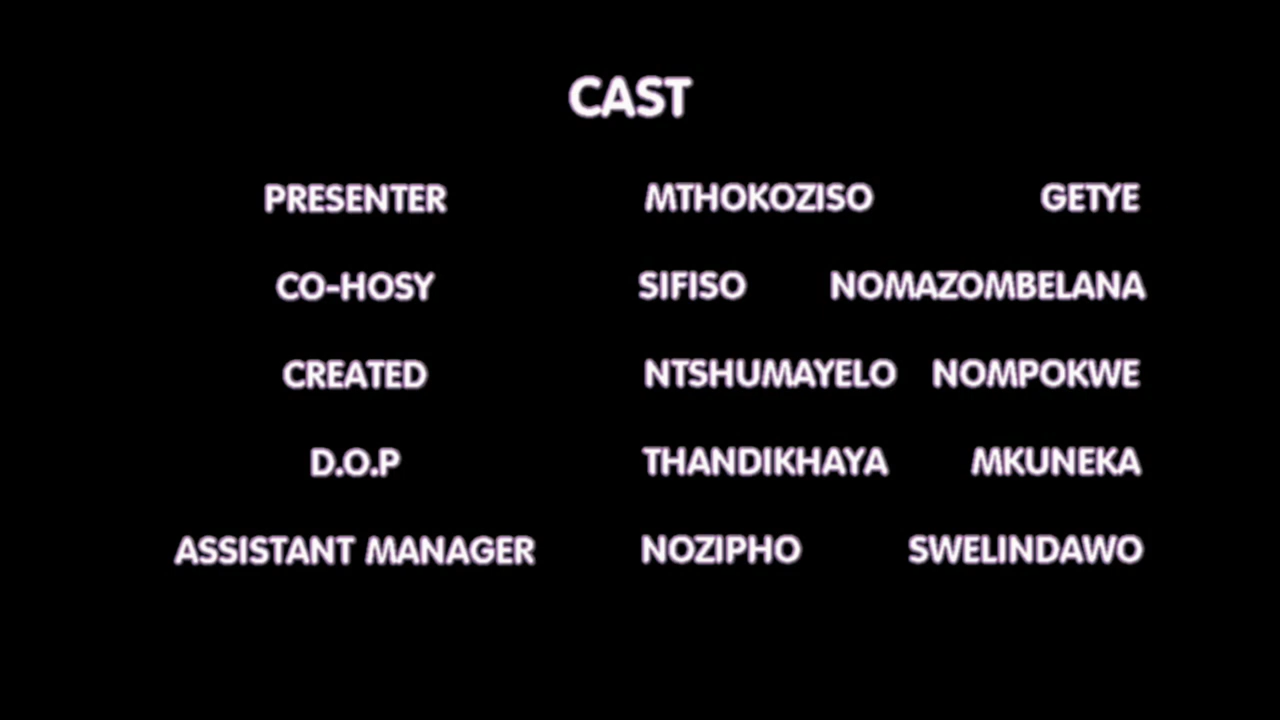 CAST
PRESENTER MTHOKOZISO GETYE
CO-HOSY SIFISO NOMAZOMBELANA
CREATED NTSHUMAYELO NOMPOKWE
D.O.P THANDIKHAYA MKUNEKA
ASSISTANT MANAGER NOZIPHO SWELINDAWO